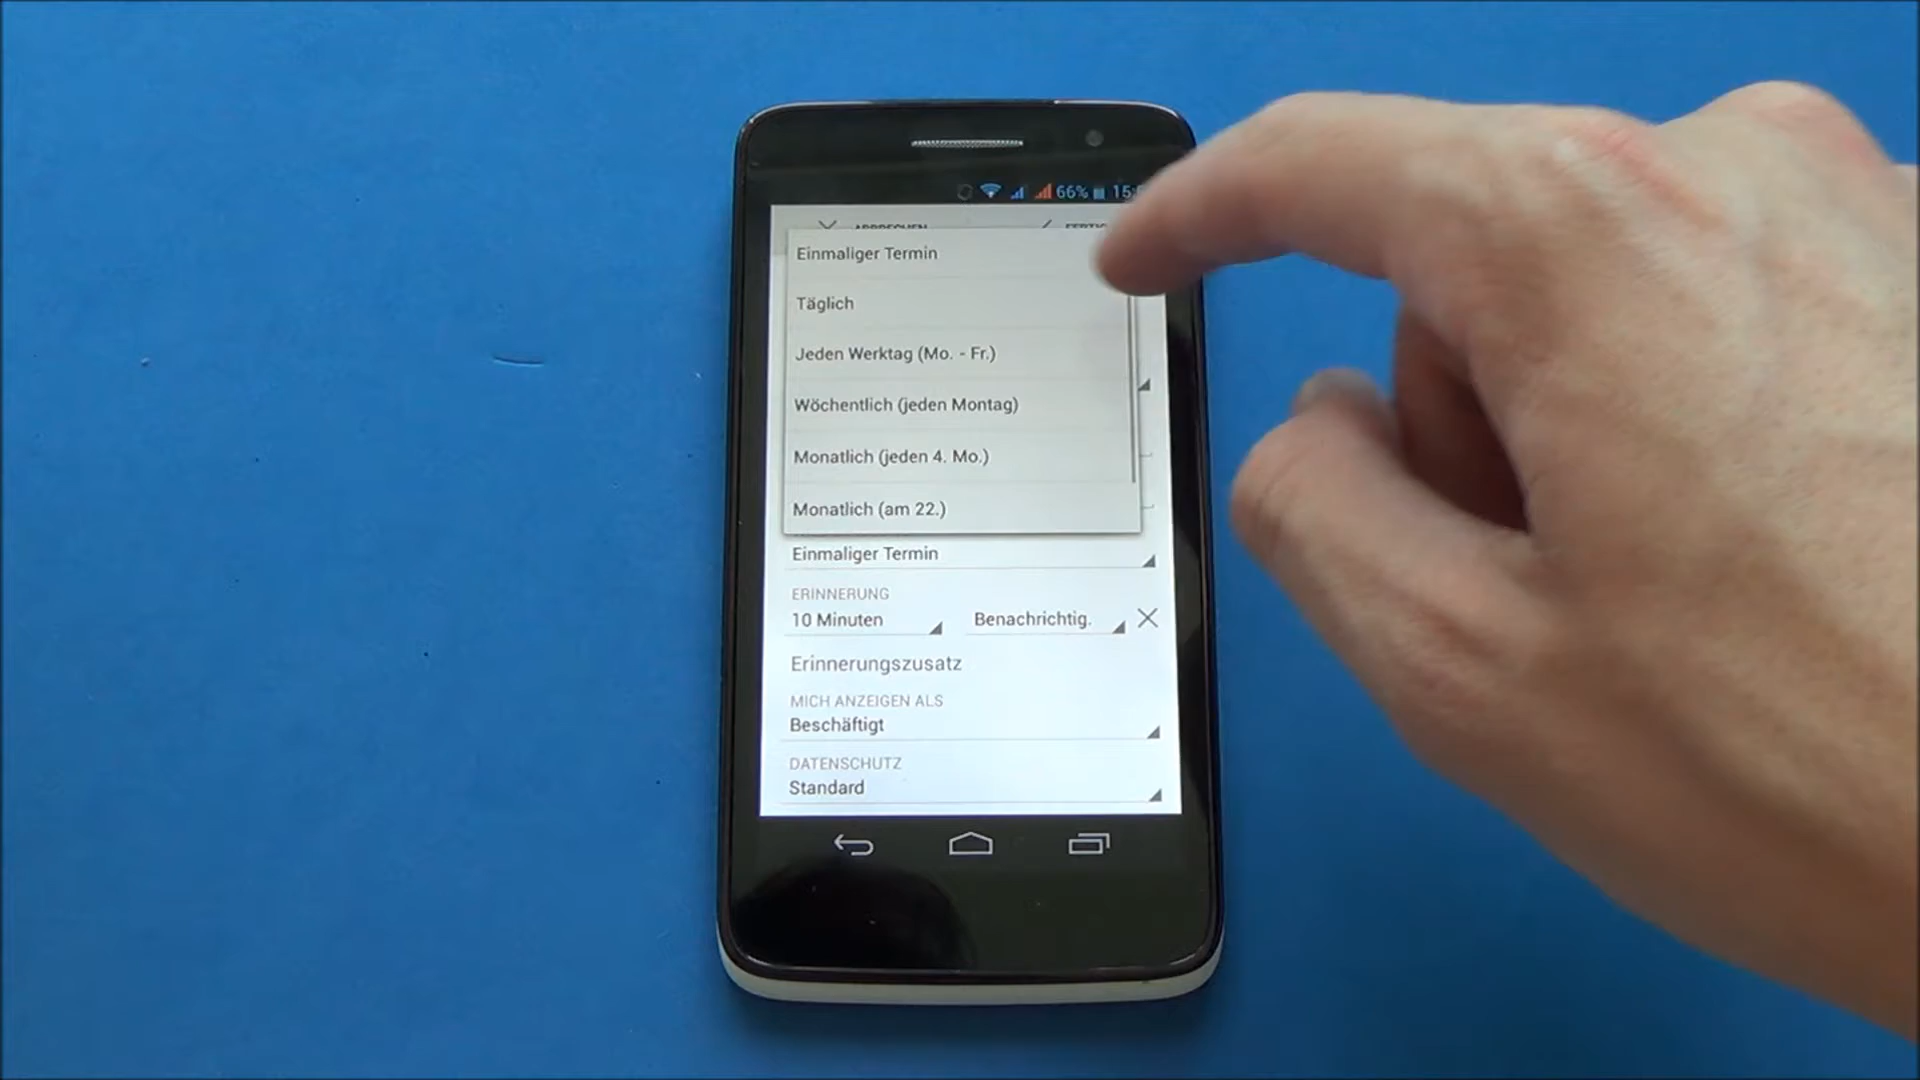 66% 15:
Einmaliger Termin
Täglich
Jeden Werktag (Mo. - Fr.)
Wöchentlich (jeden Montag)
Monatlich (jeden 4. Mo.)
Monatlich (am 22.)
Einmaliger Termin
ERINNERUNG
10 Minuten Benachrichtig.
Erinnerungszusatz
MICH ANZEIGEN ALS
Beschäftigt
DATENSCHUTZ
Standard